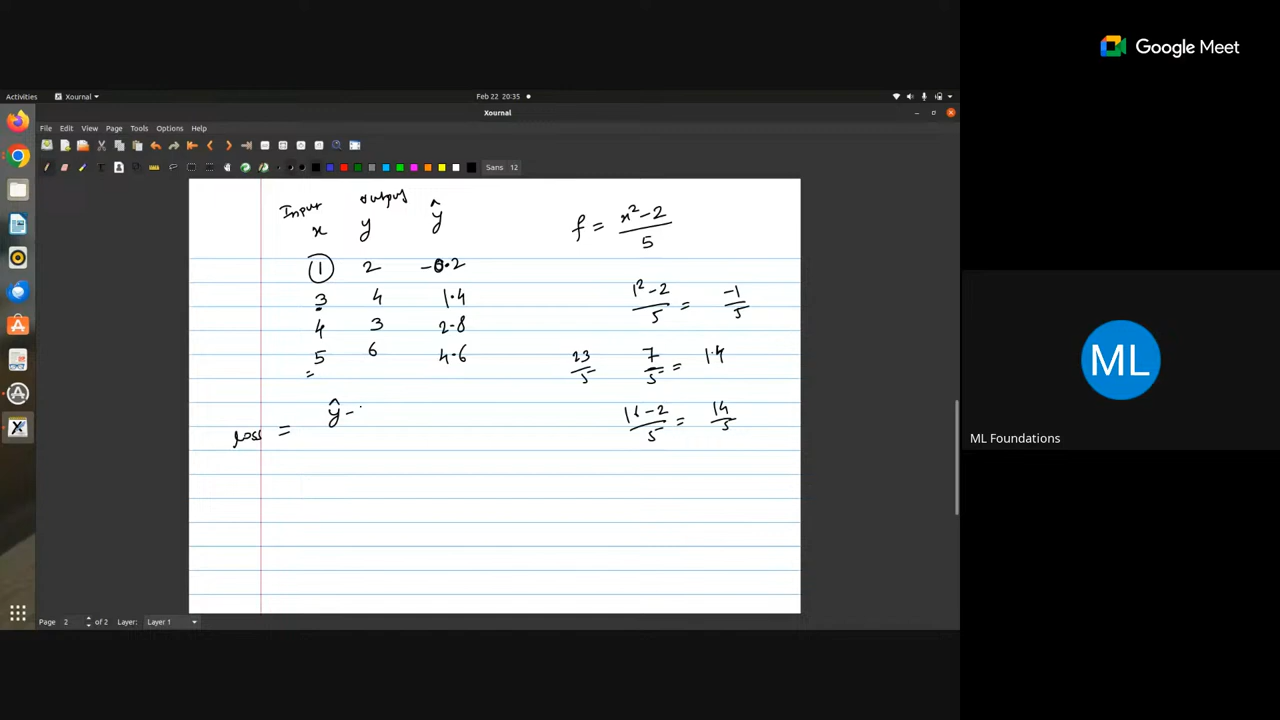 Google Meet
Activities Xournal Feb 22 20:35
Xournal
File Edit View Page Tools Options Help
Sans 12
Input output
x y ŷ f = x²-2/5
1 2 -0.2
3 4 1.4 1²-2/5 = -1/5
4 3 2.8
5 6 4.6 23/5 7/5 = 1.4
loss = ŷ - 16-2/5 = 14/5
ML
ML Foundations
Page 2 of 2 Layer: Layer 1